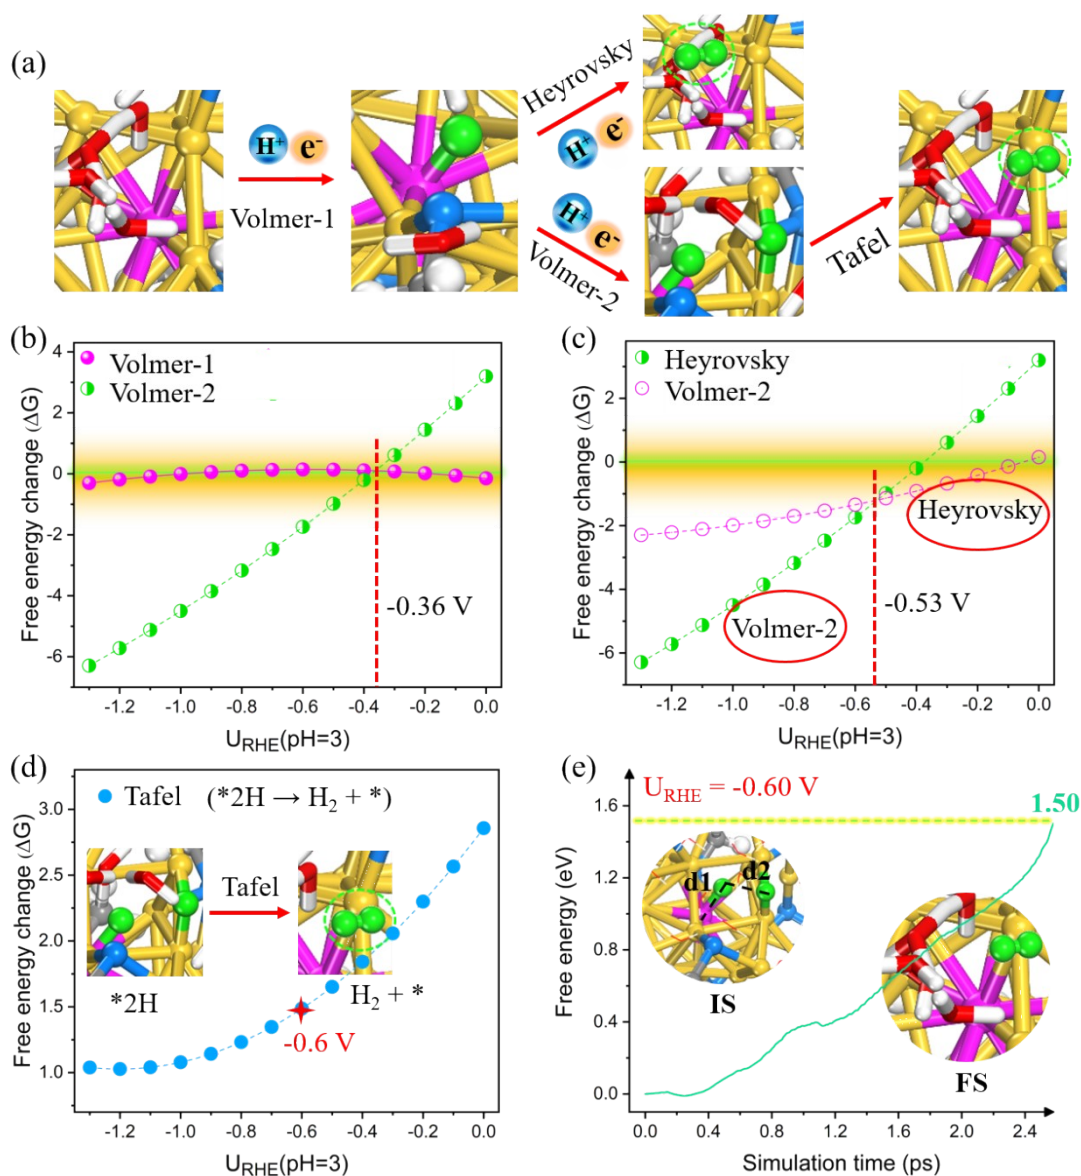 (a)
H⁺ e⁻
Volmer-1
Heyrovsky
H⁺ e⁻
H⁺ e⁻
Volmer-2
Tafel
(b)
Volmer-1
Volmer-2
Free energy change (ΔG)
4
2
0
-2
-4
-6
-0.36 V
-1.2 -1.0 -0.8 -0.6 -0.4 -0.2 0.0
U_RHE(pH=3)
(c)
Heyrovsky
Volmer-2
Free energy change (ΔG)
2
0
-2
-4
-6
Heyrovsky
-0.53 V
Volmer-2
-1.2 -1.0 -0.8 -0.6 -0.4 -0.2 0.0
U_RHE(pH=3)
(d)
Tafel (*2H → H₂ + *)
Free energy change (ΔG)
3.0
2.5
2.0
1.5
1.0
Tafel
*2H
H₂ + *
-0.6 V
-1.2 -1.0 -0.8 -0.6 -0.4 -0.2 0.0
U_RHE(pH=3)
(e)
U_RHE = -0.60 V
1.50
Free energy (eV)
1.6
1.2
0.8
0.4
0.0
d1 d2
IS
FS
0.0 0.4 0.8 1.2 1.6 2.0 2.4
Simulation time (ps)